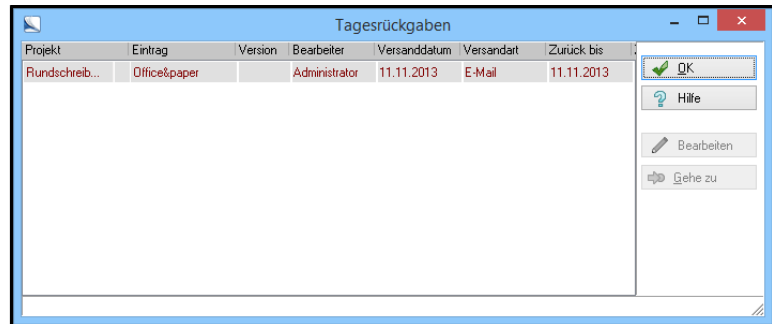 Tagesrückgaben
Projekt Eintrag Version Bearbeiter Versanddatum Versandart Zurück bis
Rundschreib... Office&paper Administrator 11.11.2013 E-Mail 11.11.2013
OK
Hilfe
Bearbeiten
Gehe zu